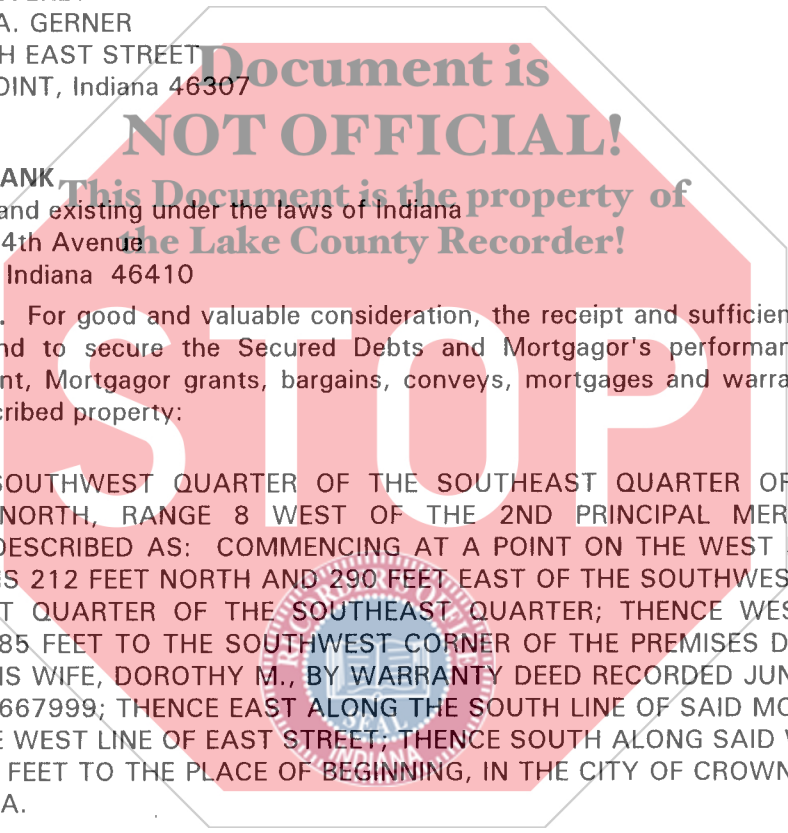 A. GERNER
H EAST STREET
OINT, Indiana 46307
Document is
NOT OFFICIAL!
This Document is the property of
the Lake County Recorder!
ANK
and existing under the laws of Indiana
4th Avenue
Indiana 46410
. For good and valuable consideration, the receipt and sufficien
nd to secure the Secured Debts and Mortgagor's performan
nt, Mortgagor grants, bargains, conveys, mortgages and warra
cribed property:
STOP
SOUTHWEST QUARTER OF THE SOUTHEAST QUARTER OF
NORTH, RANGE 8 WEST OF THE 2ND PRINCIPAL MER
DESCRIBED AS: COMMENCING AT A POINT ON THE WEST
IS 212 FEET NORTH AND 290 FEET EAST OF THE SOUTHWES
T QUARTER OF THE SOUTHEAST QUARTER; THENCE WES
85 FEET TO THE SOUTHWEST CORNER OF THE PREMISES D
IS WIFE, DOROTHY M., BY WARRANTY DEED RECORDED JUN
667999; THENCE EAST ALONG THE SOUTH LINE OF SAID MO
E WEST LINE OF EAST STREET; THENCE SOUTH ALONG SAID
FEET TO THE PLACE OF BEGINNING, IN THE CITY OF CROWN
A.
RECORDER'S OFFICE
SEAL
INDIANA